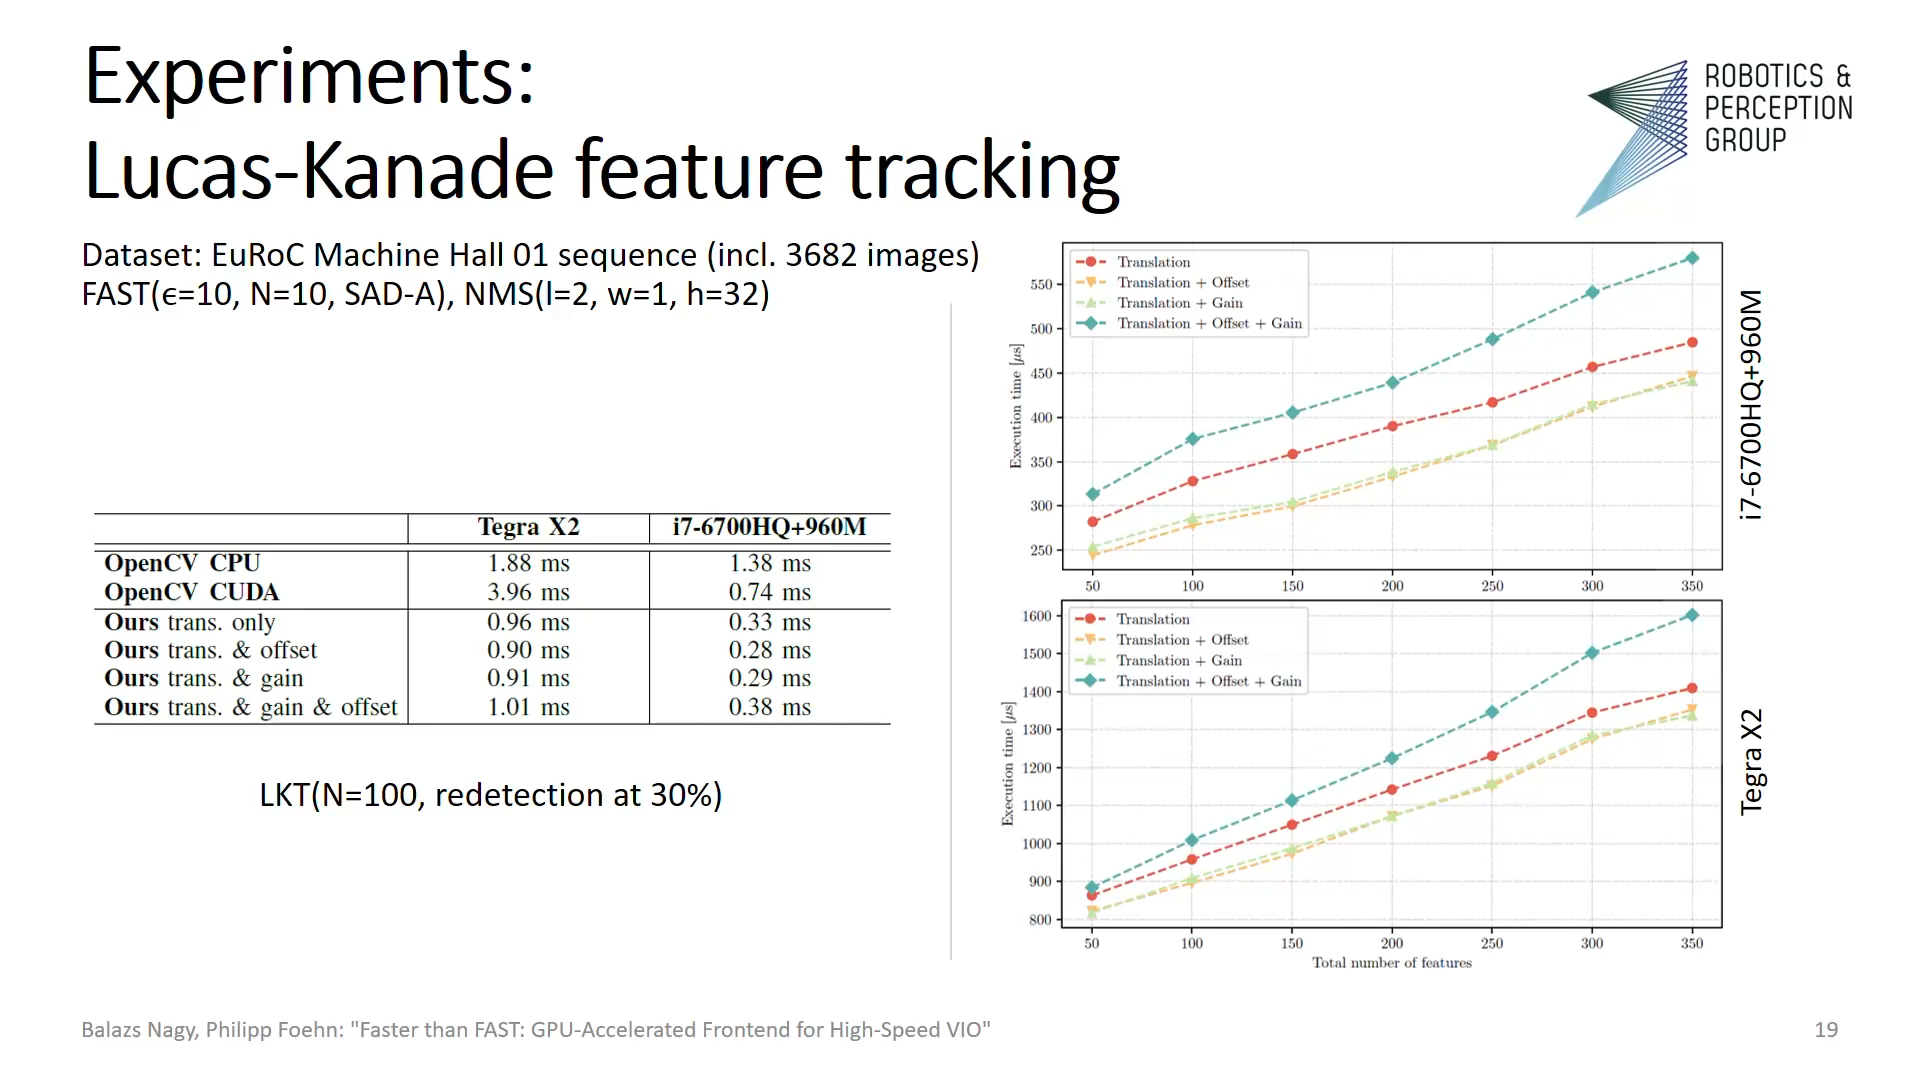 Experiments:
Lucas-Kanade feature tracking
ROBOTICS &
PERCEPTION
GROUP
Dataset: EuRoC Machine Hall 01 sequence (incl. 3682 images)
FAST(ϵ=10, N=10, SAD-A), NMS(l=2, w=1, h=32)
Tegra X2 i7-6700HQ+960M
OpenCV CPU 1.88 ms 1.38 ms
OpenCV CUDA 3.96 ms 0.74 ms
Ours trans. only 0.96 ms 0.33 ms
Ours trans. & offset 0.90 ms 0.28 ms
Ours trans. & gain 0.91 ms 0.29 ms
Ours trans. & gain & offset 1.01 ms 0.38 ms
LKT(N=100, redetection at 30%)
Translation
Translation + Offset
Translation + Gain
Translation + Offset + Gain
Execution time [μs]
550
500
450
400
350
300
250
50 100 150 200 250 300 350
i7-6700HQ+960M
Translation
Translation + Offset
Translation + Gain
Translation + Offset + Gain
Execution time [μs]
1600
1500
1400
1300
1200
1100
1000
900
800
50 100 150 200 250 300 350
Total number of features
Tegra X2
Balazs Nagy, Philipp Foehn: "Faster than FAST: GPU-Accelerated Frontend for High-Speed VIO"
19